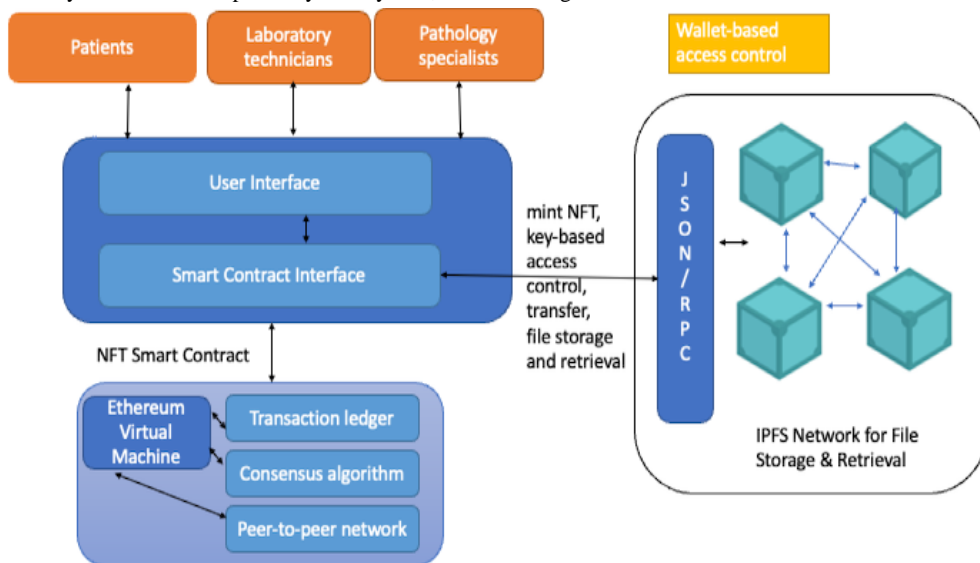 Patients
Laboratory
technicians
Pathology
specialists
Wallet-based
access control
User Interface
Smart Contract Interface
mint NFT,
key-based
access
control,
transfer,
file storage
and retrieval
J
S
O
N
/
R
P
C
IPFS Network for File
Storage & Retrieval
NFT Smart Contract
Ethereum
Virtual
Machine
Transaction ledger
Consensus algorithm
Peer-to-peer network